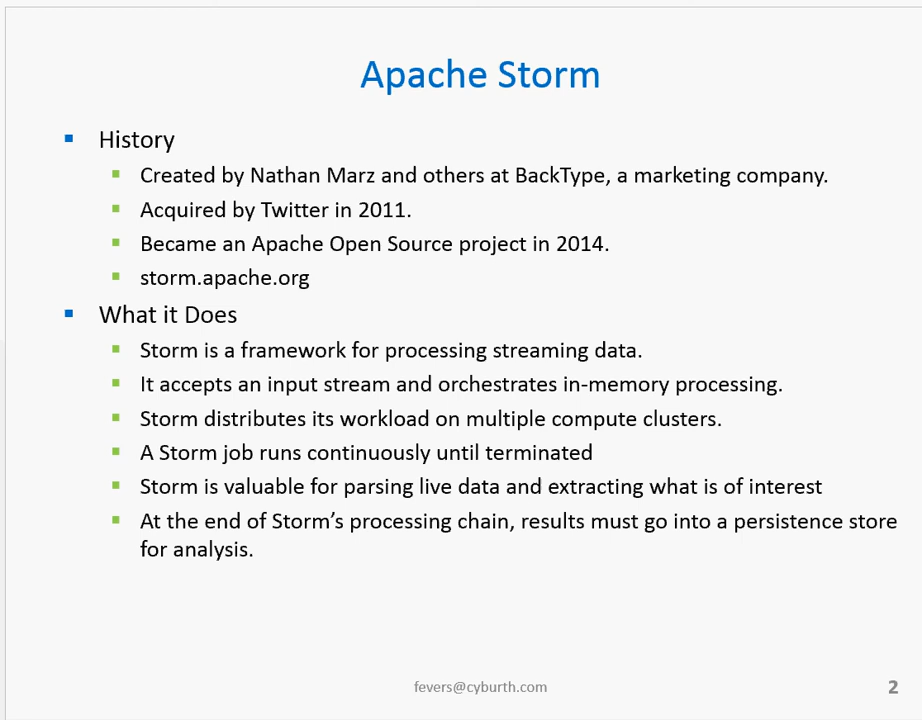 Apache Storm
History
Created by Nathan Marz and others at BackType, a marketing company.
Acquired by Twitter in 2011.
Became an Apache Open Source project in 2014.
storm.apache.org
What it Does
Storm is a framework for processing streaming data.
It accepts an input stream and orchestrates in-memory processing.
Storm distributes its workload on multiple compute clusters.
A Storm job runs continuously until terminated
Storm is valuable for parsing live data and extracting what is of interest
At the end of Storm’s processing chain, results must go into a persistence store
for analysis.
fevers@cyburth.com
2